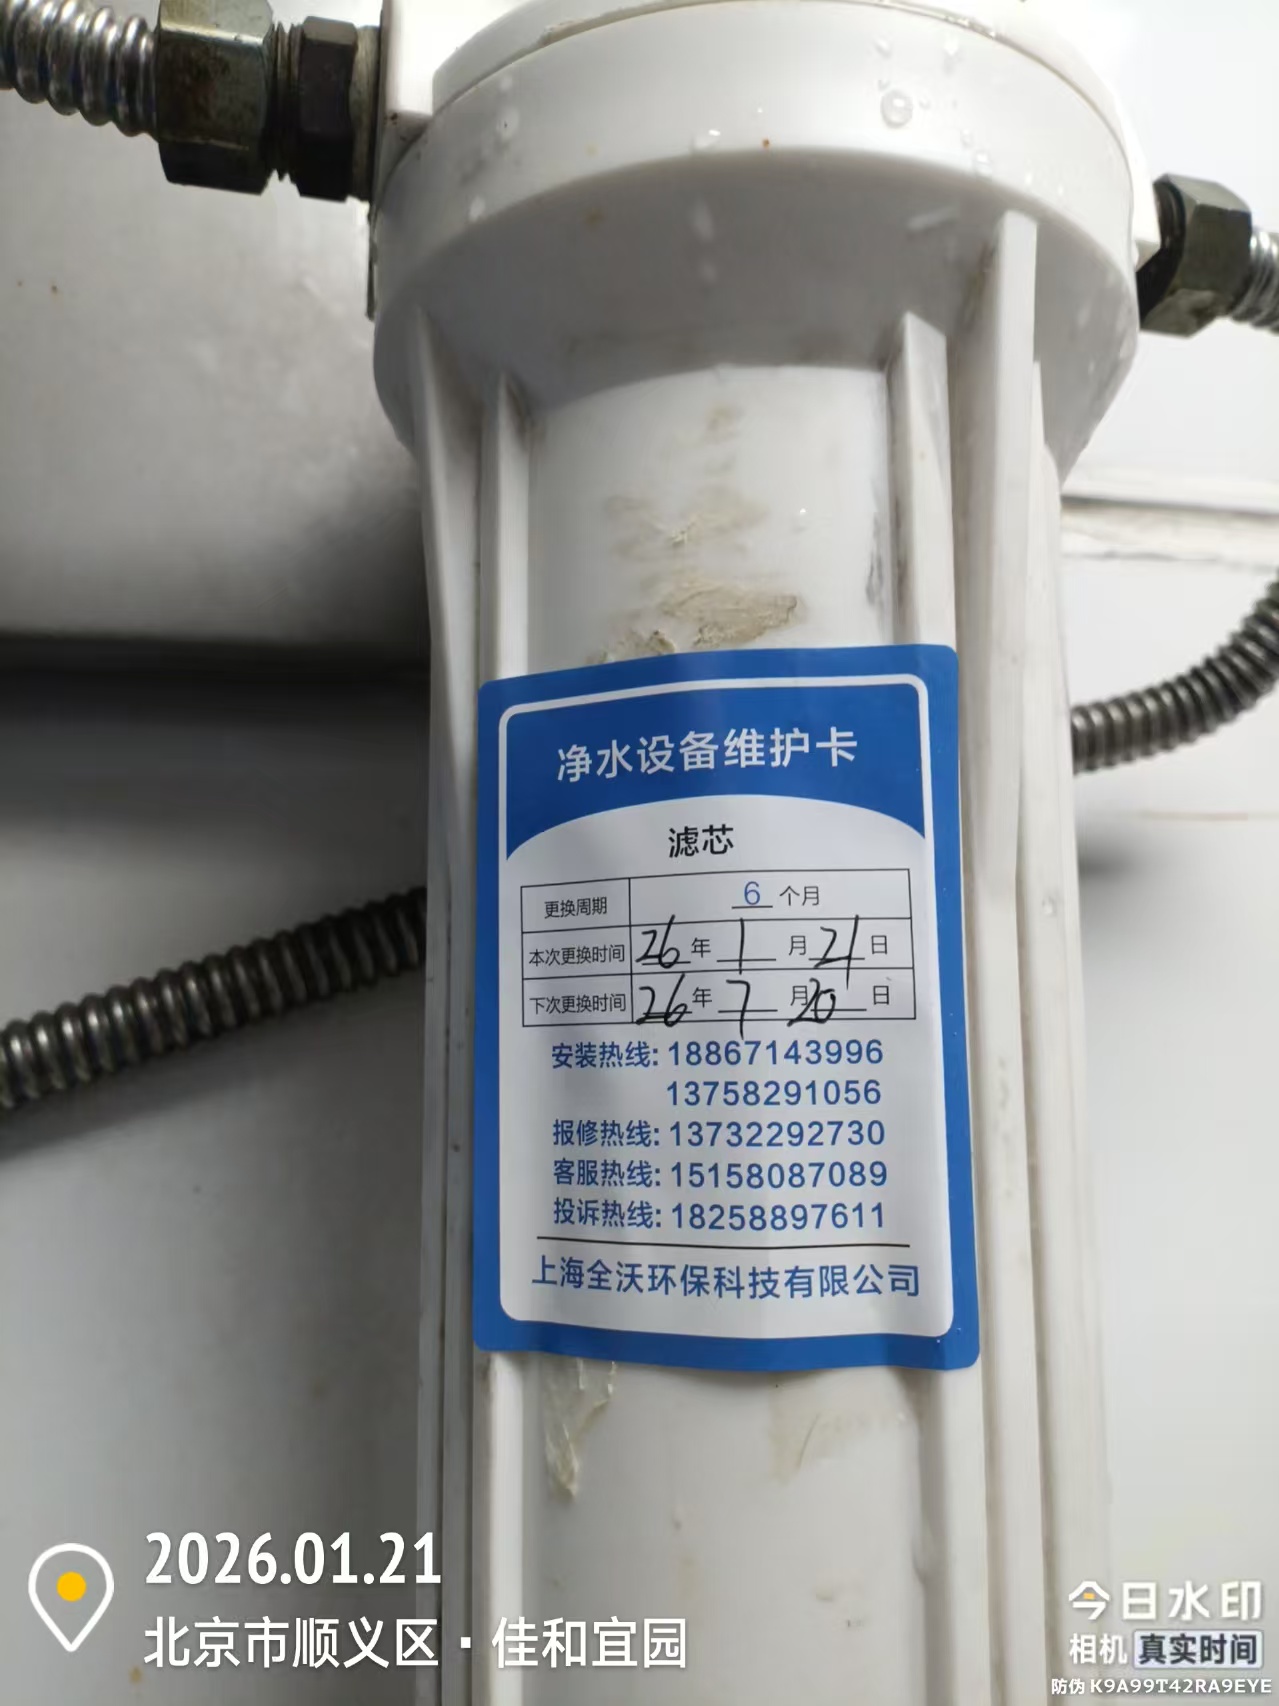 净水设备维护卡
滤芯
更换周期 6 个月
本次更换时间 26 年 1 月 21 日
下次更换时间 26 年 7 月 20 日
安装热线: 18867143996
13758291056
报修热线: 13732292730
客服热线: 15158087089
投诉热线: 18258897611
上海全沃环保科技有限公司
2026.01.21
北京市顺义区·佳和宜园
今日水印
相机 真实时间
防伪 K9A99T42RA9EYE